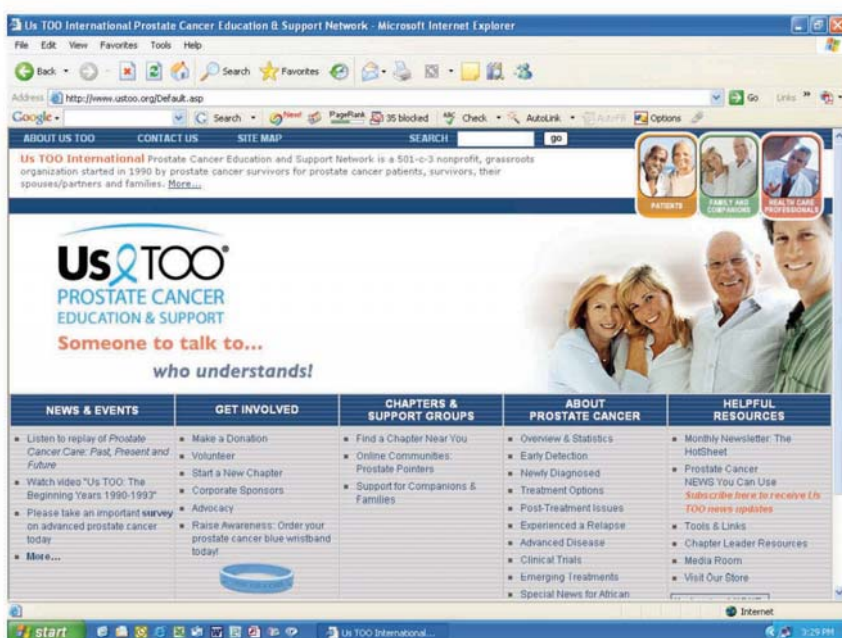 Us TOO International Prostate Cancer Education & Support Network - Microsoft Internet Explorer
File Edit View Favorites Tools Help
Back Search Favorites
Address http://www.ustoo.org/Default.asp Go Links »
Google Search New! PageRank 35 blocked Check AutoLink AutoFill Options
ABOUT US TOO CONTACT US SITE MAP SEARCH go
Us TOO International Prostate Cancer Education and Support Network is a 501-c-3 nonprofit, grassroots
organization started in 1990 by prostate cancer survivors for prostate cancer patients, survivors, their
spouses/partners and families. More...
PATIENTS
FAMILY AND
COMPANIONS
HEALTH CARE
PROFESSIONALS
Us TOO®
PROSTATE CANCER
EDUCATION & SUPPORT
Someone to talk to...
who understands!
NEWS & EVENTS
Listen to replay of Prostate
Cancer Care: Past, Present and
Future
Watch video "Us TOO: The
Beginning Years 1990-1993"
Please take an important survey
on advanced prostate cancer
today
More...
GET INVOLVED
Make a Donation
Volunteer
Start a New Chapter
Corporate Sponsors
Advocacy
Raise Awareness: Order your
prostate cancer blue wristband
today!
CHAPTERS &
SUPPORT GROUPS
Find a Chapter Near You
Online Communities:
Prostate Pointers
Support for Companions &
Families
ABOUT
PROSTATE CANCER
Overview & Statistics
Early Detection
Newly Diagnosed
Treatment Options
Post-Treatment Issues
Experienced a Relapse
Advanced Disease
Clinical Trials
Emerging Treatments
Special News for African
HELPFUL
RESOURCES
Monthly Newsletter: The
HotSheet
Prostate Cancer
NEWS You Can Use
Subscribe here to receive Us
TOO news updates
Tools & Links
Chapter Leader Resources
Media Room
Visit Our Store
Internet
start Us TOO International... 3:29 PM